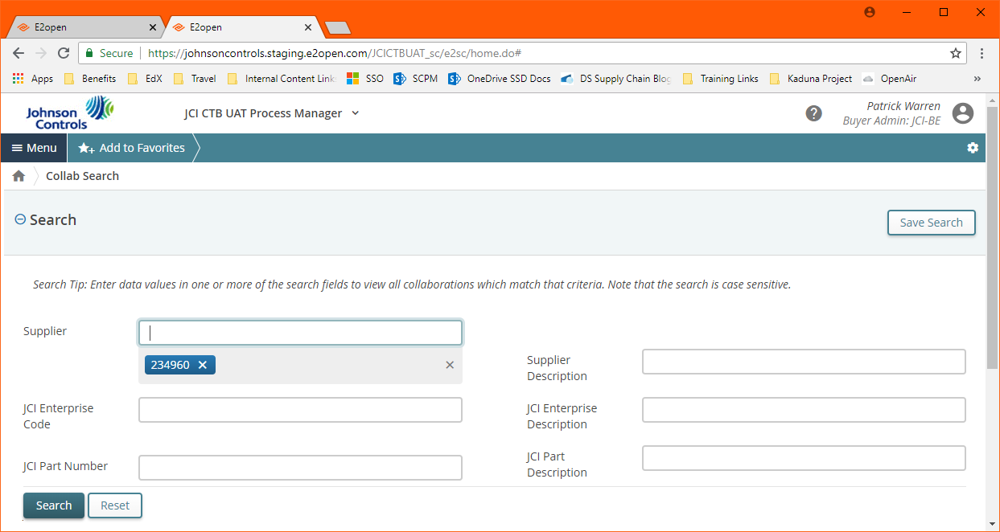 E2open
E2open
Secure https://johnsoncontrols.staging.e2open.com/JCICTBUAT_sc/e2sc/home.do#
Apps Benefits EdX Travel Internal Content Link SSO SCPM OneDrive SSD Docs DS Supply Chain Blog Training Links Kaduna Project OpenAir »
Johnson Controls
JCI CTB UAT Process Manager
Patrick Warren
Buyer Admin: JCI-BE
Menu Add to Favorites
Collab Search
Search
Save Search
Search Tip: Enter data values in one or more of the search fields to view all collaborations which match that criteria. Note that the search is case sensitive.
Supplier
234960
Supplier
Description
JCI Enterprise
Code
JCI Enterprise
Description
JCI Part Number
JCI Part
Description
Search Reset